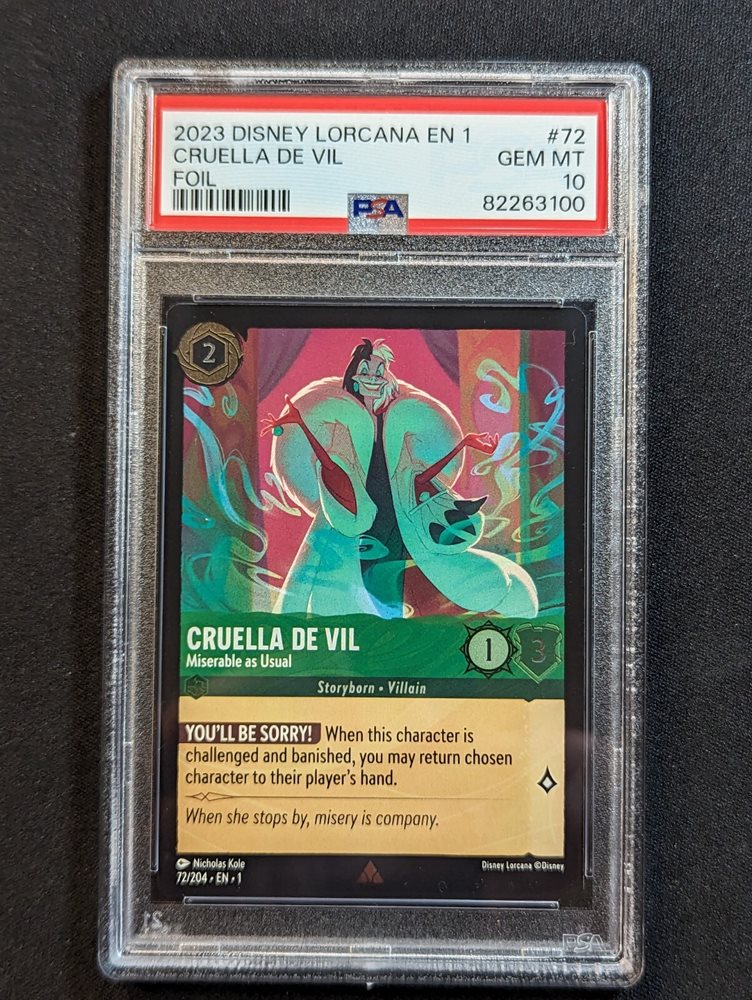 2023 DISNEY LORCANA EN 1 #72
CRUELLA DE VIL GEM MT
FOIL 10
PSA 82263100
2
CRUELLA DE VIL
Miserable as Usual
1 3
Storyborn • Villain
YOU'LL BE SORRY! When this character is
challenged and banished, you may return chosen
character to their player's hand.
When she stops by, misery is company.
Nicholas Kole
Disney Lorcana ©Disney
72/204 • EN • 1
PSA